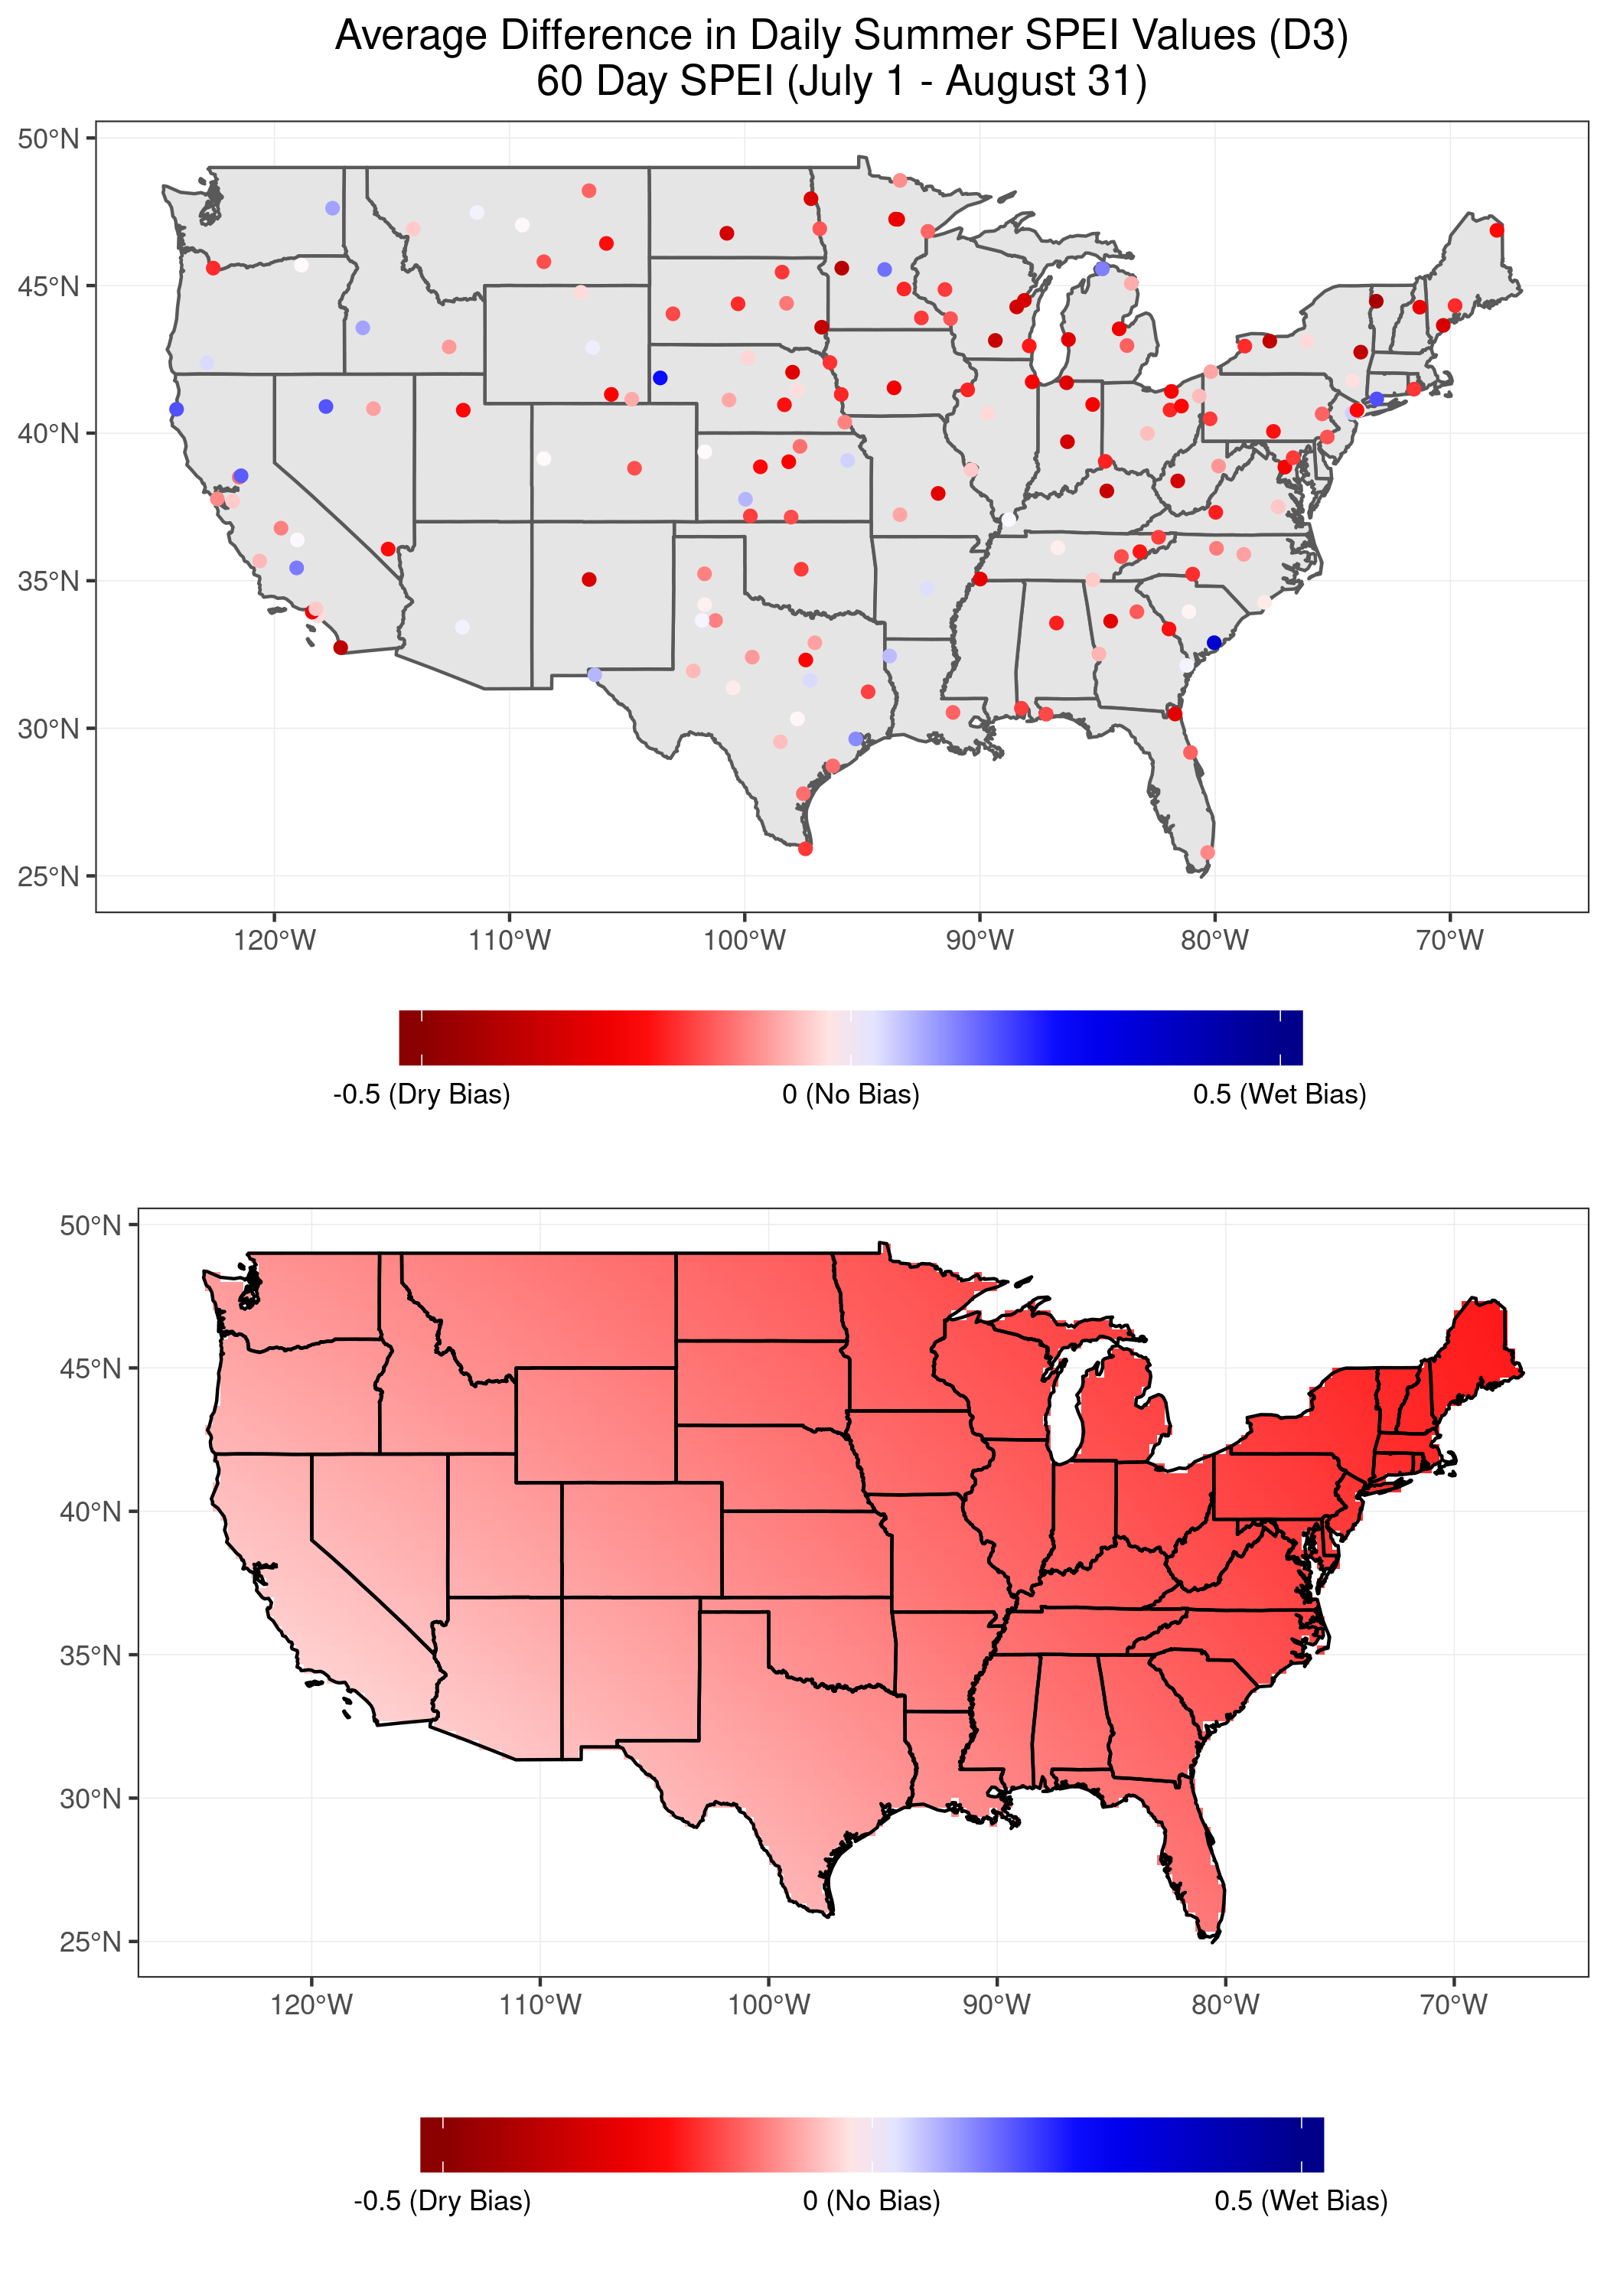 Average Difference in Daily Summer SPEI Values (D3)
60 Day SPEI (July 1 - August 31)
50°N
45°N
40°N
35°N
30°N
25°N
120°W 110°W 100°W 90°W 80°W 70°W
-0.5 (Dry Bias) 0 (No Bias) 0.5 (Wet Bias)
50°N
45°N
40°N
35°N
30°N
25°N
120°W 110°W 100°W 90°W 80°W 70°W
-0.5 (Dry Bias) 0 (No Bias) 0.5 (Wet Bias)